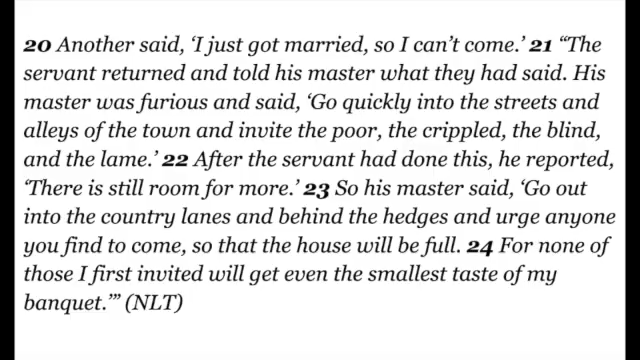 20 Another said, ‘I just got married, so I can’t come.’ 21 “The
servant returned and told his master what they had said. His
master was furious and said, ‘Go quickly into the streets and
alleys of the town and invite the poor, the crippled, the blind,
and the lame.’ 22 After the servant had done this, he reported,
‘There is still room for more.’ 23 So his master said, ‘Go out
into the country lanes and behind the hedges and urge anyone
you find to come, so that the house will be full. 24 For none of
those I first invited will get even the smallest taste of my
banquet.’” (NLT)